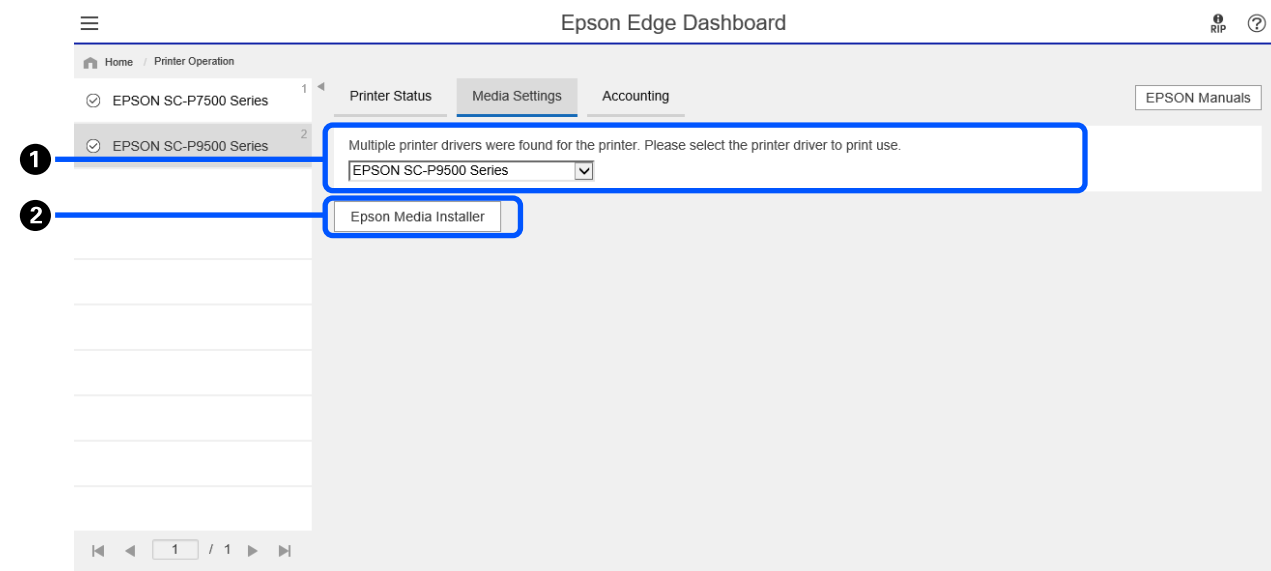 Epson Edge Dashboard
RIP
?
Home / Printer Operation
EPSON SC-P7500 Series 1
Printer Status Media Settings Accounting
EPSON Manuals
EPSON SC-P9500 Series 2
1
Multiple printer drivers were found for the printer. Please select the printer driver to print use.
EPSON SC-P9500 Series
2
Epson Media Installer
1 / 1